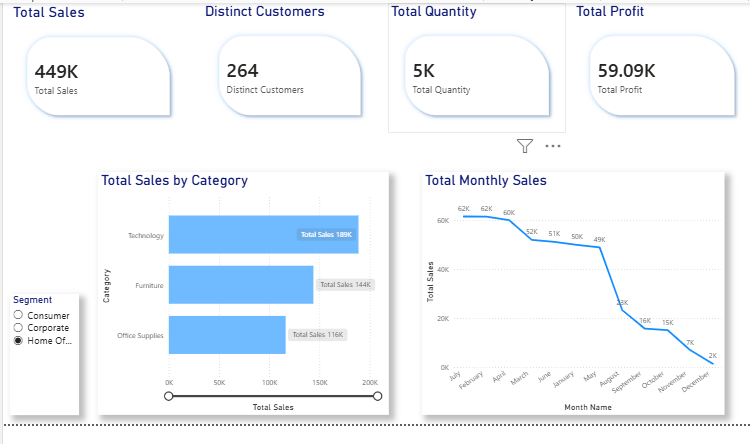 Total Sales
Distinct Customers
Total Quantity
Total Profit
449K
Total Sales
264
Distinct Customers
5K
Total Quantity
59.09K
Total Profit
Total Sales by Category
Category
Technology
Total Sales 189K
Furniture
Total Sales 144K
Office Supplies
Total Sales 116K
0K 50K 100K 150K 200K
Total Sales
Total Monthly Sales
Total Sales
60K
40K
20K
0K
62K 62K 60K 52K 51K 50K 49K 23K 16K 15K 7K 2K
July February April March June January May August September October November December
Month Name
Segment
Consumer
Corporate
Home Of...